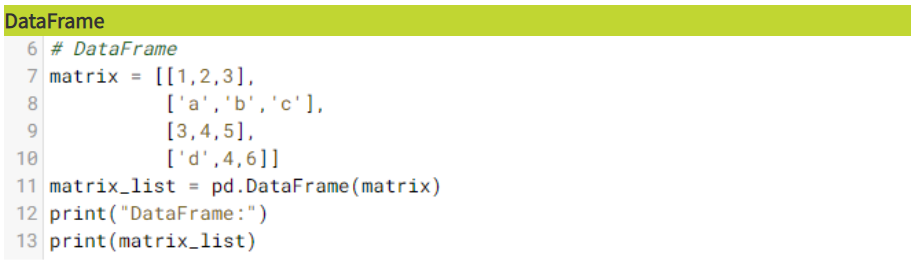 DataFrame
6 # DataFrame
7 matrix = [[1,2,3],
8           ['a','b','c'],
9           [3,4,5],
10           ['d',4,6]]
11 matrix_list = pd.DataFrame(matrix)
12 print("DataFrame:")
13 print(matrix_list)